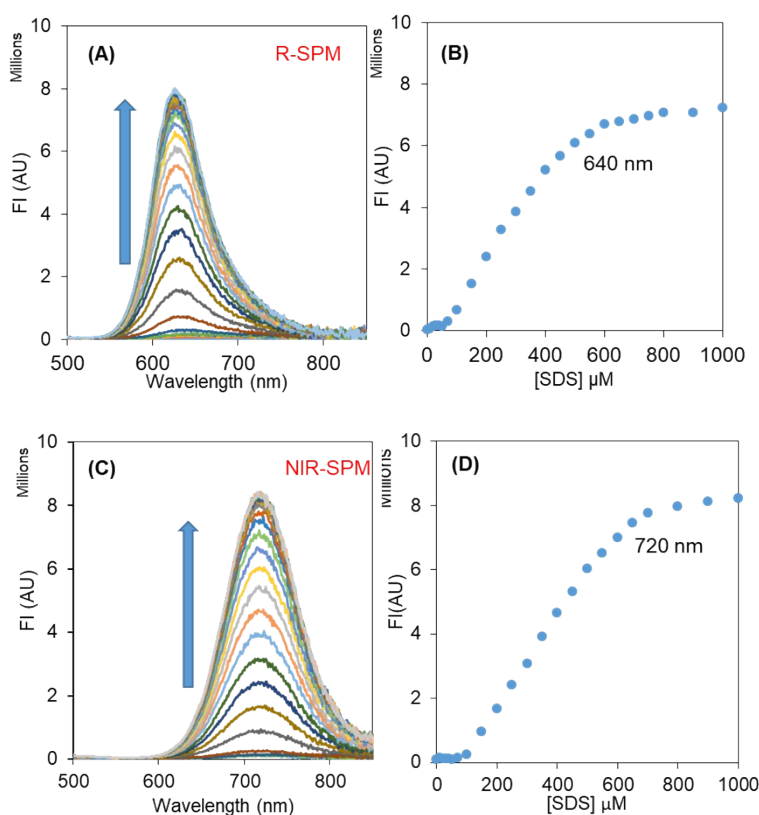 (A)
R-SPM
Millions
FI (AU)
10
8
6
4
2
0
500 600 700 800
Wavelength (nm)
(B)
Millions
FI (AU)
10
8
6
4
2
0
640 nm
0 200 400 600 800 1000
[SDS] µM
(C)
NIR-SPM
Millions
FI (AU)
10
8
6
4
2
0
500 600 700 800
Wavelength (nm)
(D)
Millions
FI(AU)
10
8
6
4
2
0
720 nm
0 200 400 600 800 1000
[SDS] µM